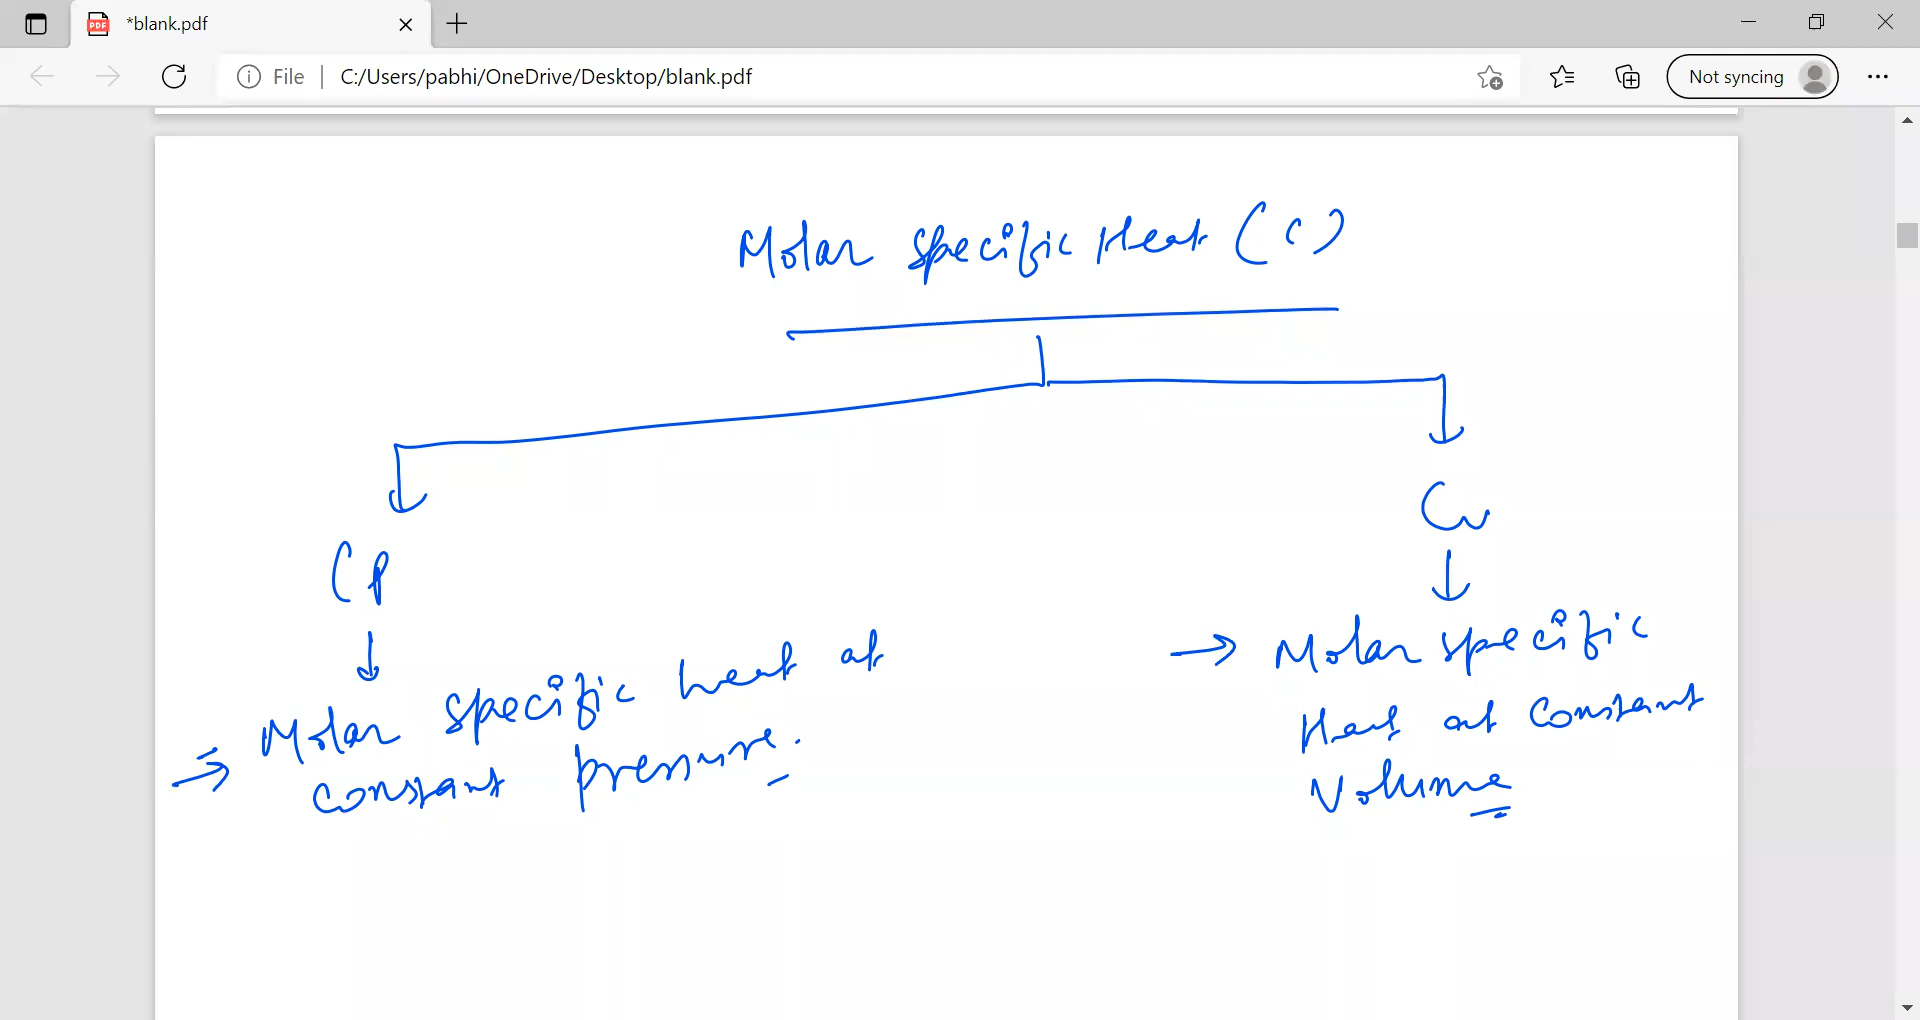 *blank.pdf
File | C:/Users/pabhi/OneDrive/Desktop/blank.pdf
Not syncing
Molar specific Heat (C)
Cp
Cv
Molar specific heat at
constant pressure.
Molar specific
Heat at constant
Volume